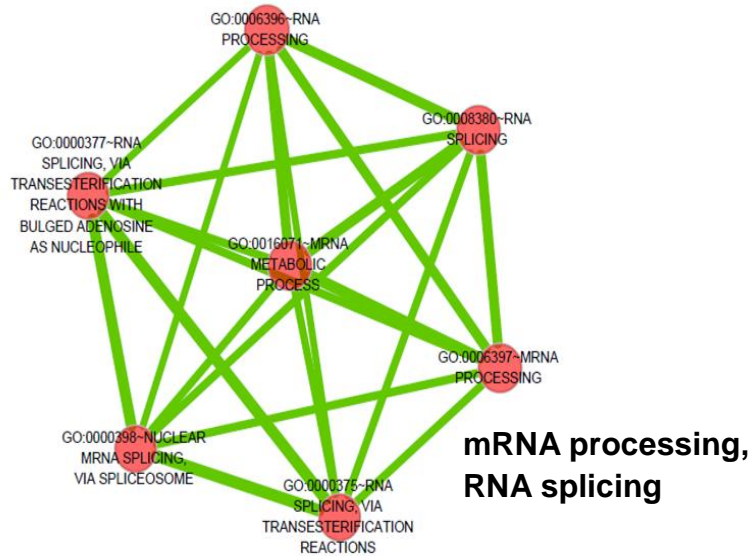 GO:0006396~RNA
PROCESSING
GO:0008380~RNA
SPLICING
GO:0000377~RNA
SPLICING, VIA
TRANSESTERIFICATION
REACTIONS WITH
BULGED ADENOSINE
AS NUCLEOPHILE
GO:0016071~MRNA
METABOLIC
PROCESS
GO:0006397~MRNA
PROCESSING
GO:0000398~NUCLEAR
MRNA SPLICING,
VIA SPLICEOSOME
mRNA processing,
RNA splicing
GO:0000375~RNA
SPLICING, VIA
TRANSESTERIFICATION
REACTIONS